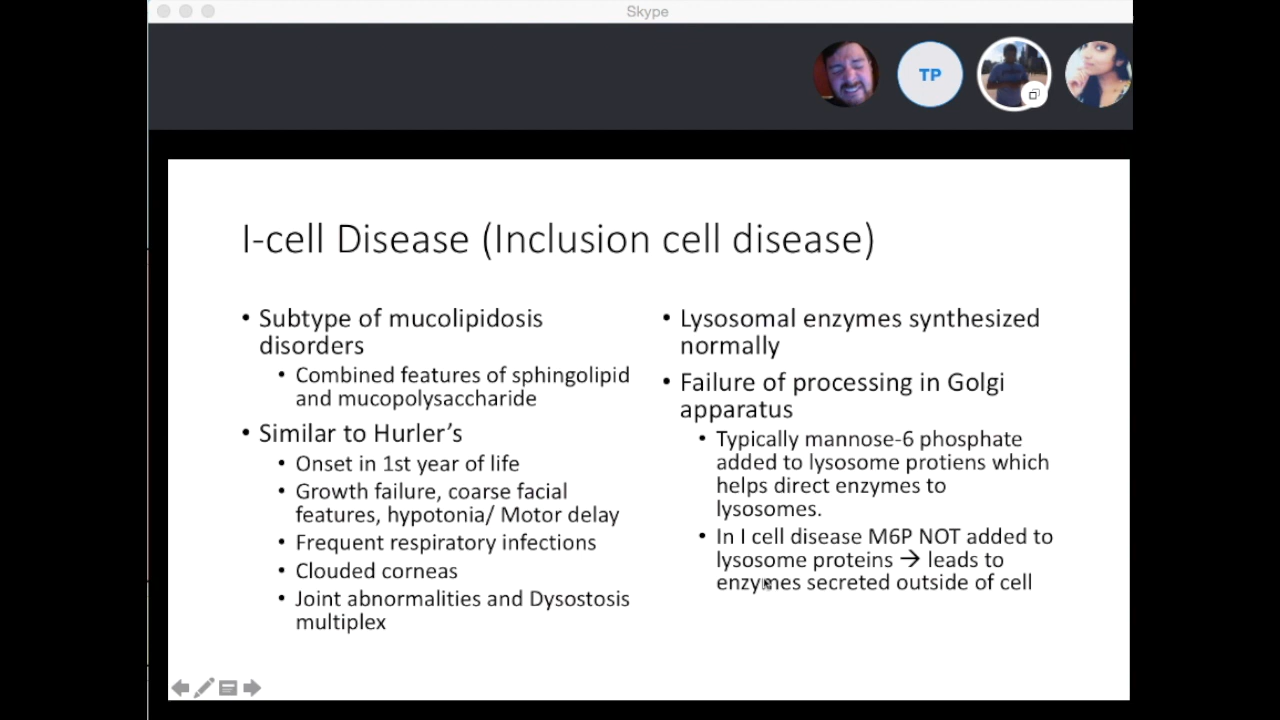 Skype
TP
I-cell Disease (Inclusion cell disease)
• Subtype of mucolipidosis
disorders
• Combined features of sphingolipid
and mucopolysaccharide
• Similar to Hurler's
• Onset in 1st year of life
• Growth failure, coarse facial
features, hypotonia/ Motor delay
• Frequent respiratory infections
• Clouded corneas
• Joint abnormalities and Dysostosis
multiplex
• Lysosomal enzymes synthesized
normally
• Failure of processing in Golgi
apparatus
• Typically mannose-6 phosphate
added to lysosome protiens which
helps direct enzymes to
lysosomes.
• In I cell disease M6P NOT added to
lysosome proteins → leads to
enzymes secreted outside of cell